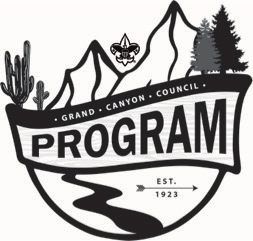 • GRAND • CANYON • COUNCIL •
PROGRAM
EST.
1923